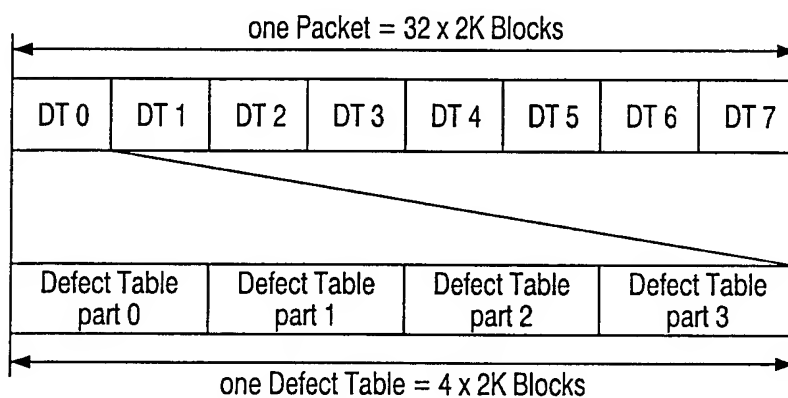 one Packet = 32 x 2K Blocks
DT 0 DT 1 DT 2 DT 3 DT 4 DT 5 DT 6 DT 7
Defect Table part 0
Defect Table part 1
Defect Table part 2
Defect Table part 3
one Defect Table = 4 x 2K Blocks